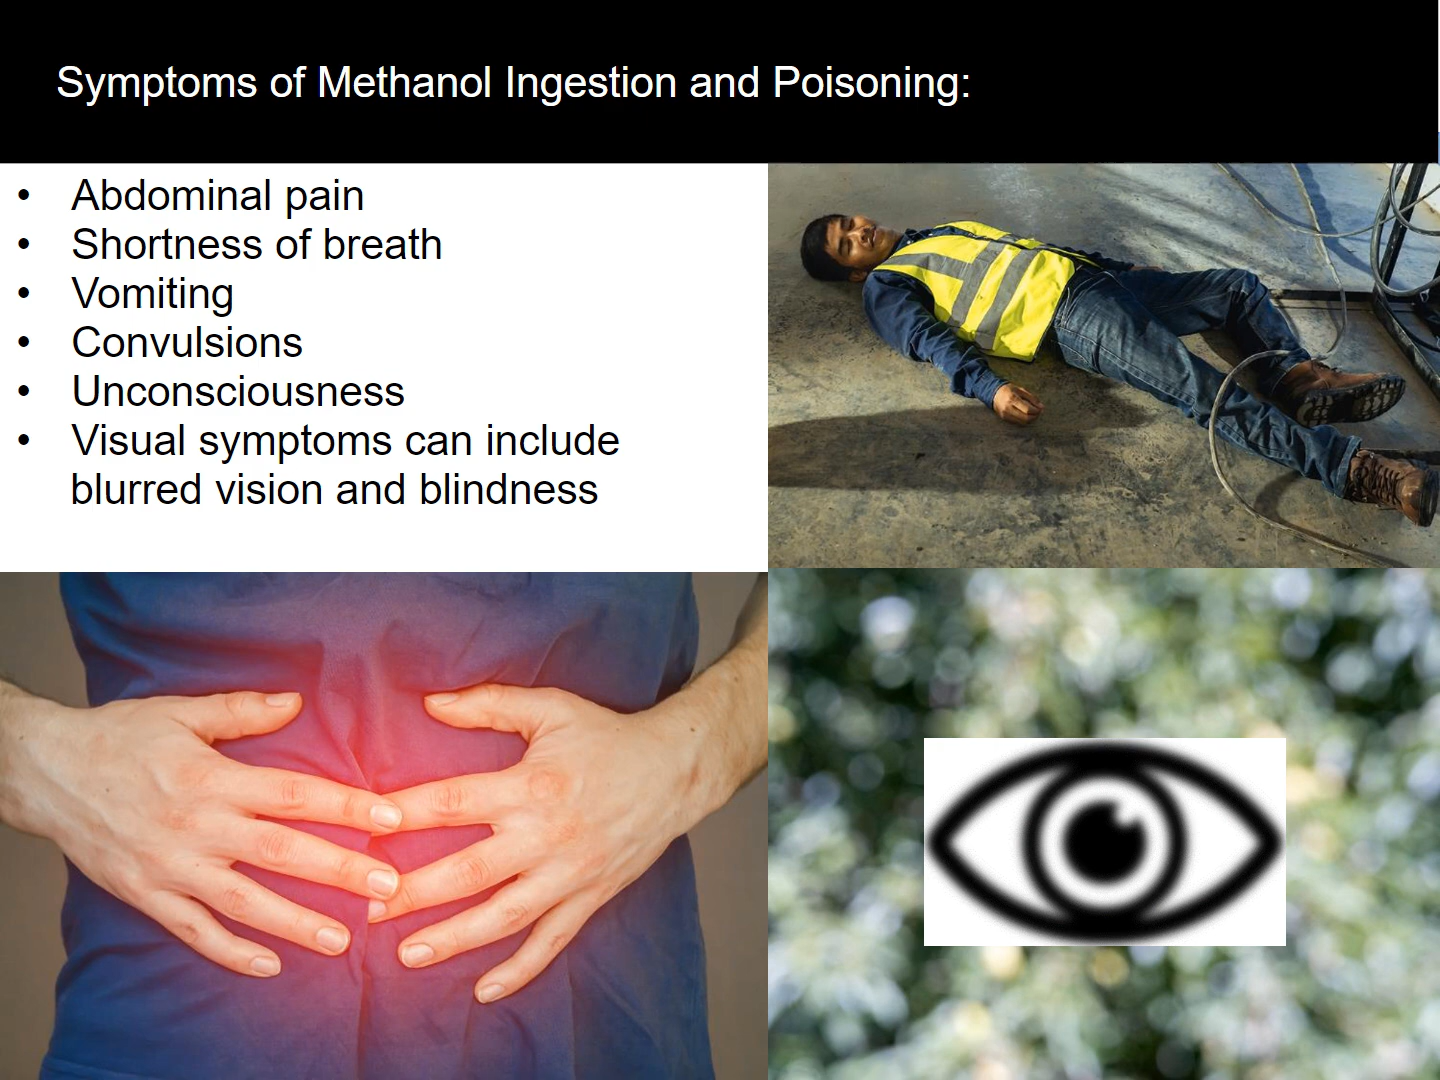 Symptoms of Methanol Ingestion and Poisoning:
• Abdominal pain
• Shortness of breath
• Vomiting
• Convulsions
• Unconsciousness
• Visual symptoms can include
blurred vision and blindness